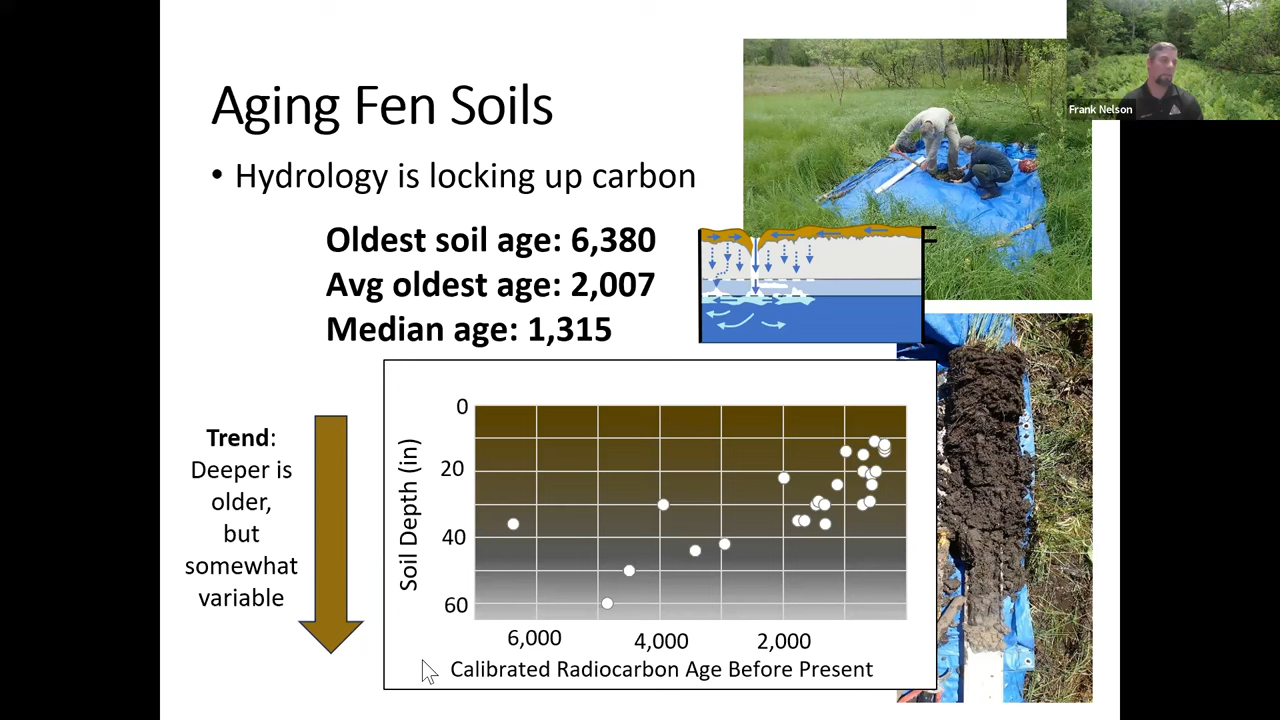 Aging Fen Soils
• Hydrology is locking up carbon
Oldest soil age: 6,380
Avg oldest age: 2,007
Median age: 1,315
Frank Nelson
F
Trend:
Deeper is
older,
but
somewhat
variable
Soil Depth (in)
0
20
40
60
6,000
4,000
2,000
Calibrated Radiocarbon Age Before Present